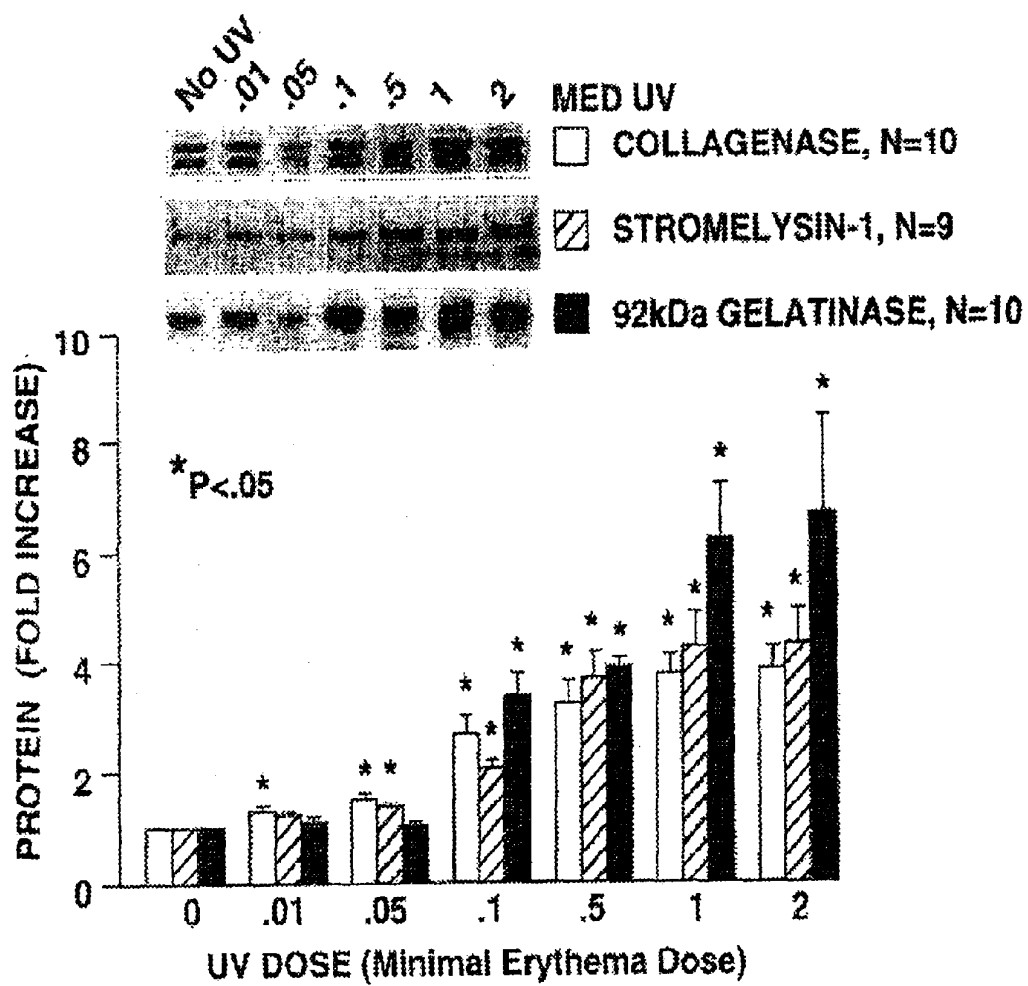 No UV .01 .05 .1 .5 1 2 MED UV
COLLAGENASE, N=10
STROMELYSIN-1, N=9
92kDa GELATINASE, N=10
PROTEIN (FOLD INCREASE)
10
8
6
4
2
0
*P<.05
*
* *
* * *
* * *
* * *
* * *
0 .01 .05 .1 .5 1 2
UV DOSE (Minimal Erythema Dose)